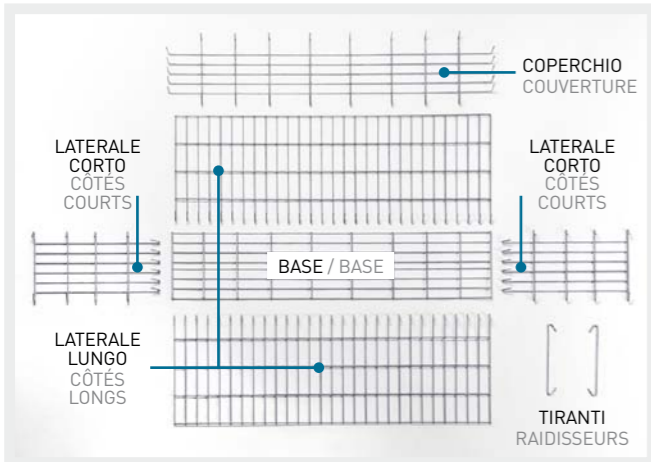 COPERCHIO
COUVERTURE
LATERALE
CORTO
CÔTÉS
COURTS
LATERALE
CORTO
CÔTÉS
COURTS
BASE / BASE
LATERALE
LUNGO
CÔTÉS
LONGS
TIRANTI
RAIDISSEURS